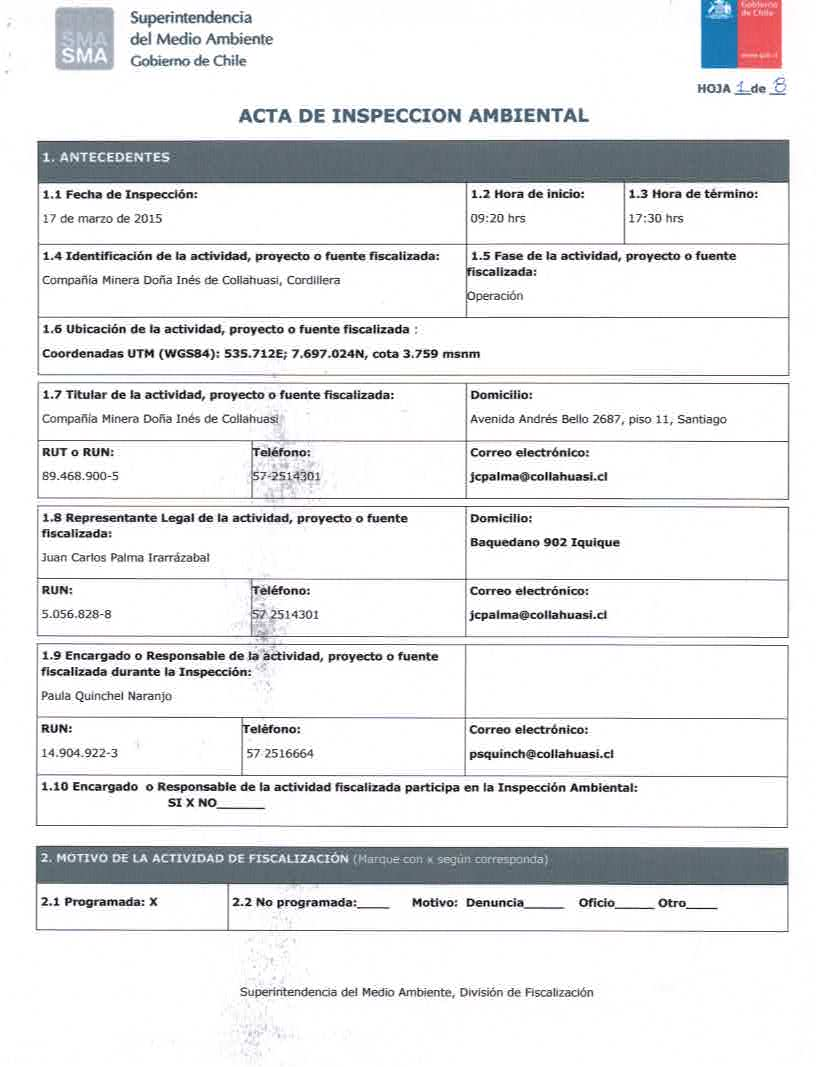 SMA
SMA
Superintendencia
del Medio Ambiente
Gobierno de Chile
Gobierno
de Chile
HOJA 1 de 8
ACTA DE INSPECCION AMBIENTAL
1. ANTECEDENTES
1.1 Fecha de Inspección:
17 de marzo de 2015
1.2 Hora de inicio:
09:20 hrs
1.3 Hora de término:
17:30 hrs
1.4 Identificación de la actividad, proyecto o fuente fiscalizada:
Compañía Minera Doña Inés de Collahuasi, Cordillera
1.5 Fase de la actividad, proyecto o fuente
fiscalizada:
Operación
1.6 Ubicación de la actividad, proyecto o fuente fiscalizada :
Coordenadas UTM (WGS84): 535.712E; 7.697.024N, cota 3.759 msnm
1.7 Titular de la actividad, proyecto o fuente fiscalizada:
Compañía Minera Doña Inés de Collahuasi
Domicilio:
Avenida Andrés Bello 2687, piso 11, Santiago
RUT o RUN:
89.468.900-5
Teléfono:
57-2514301
Correo electrónico:
jcpalma@collahuasi.cl
1.8 Representante Legal de la actividad, proyecto o fuente
fiscalizada:
Juan Carlos Palma Irarrázabal
Domicilio:
Baquedano 902 Iquique
RUN:
5.056.828-8
Teléfono:
57 2514301
Correo electrónico:
jcpalma@collahuasi.cl
1.9 Encargado o Responsable de la actividad, proyecto o fuente
fiscalizada durante la Inspección:
Paula Quinchel Naranjo
RUN:
14.904.922-3
Teléfono:
57 2516664
Correo electrónico:
psquinch@collahuasi.cl
1.10 Encargado o Responsable de la actividad fiscalizada participa en la Inspección Ambiental:
SI X NO______
2. MOTIVO DE LA ACTIVIDAD DE FISCALIZACIÓN (Marque con x según corresponda)
2.1 Programada: X
2.2 No programada:____ Motivo: Denuncia_____ Oficio_____ Otro____
Superintendencia del Medio Ambiente, División de Fiscalización